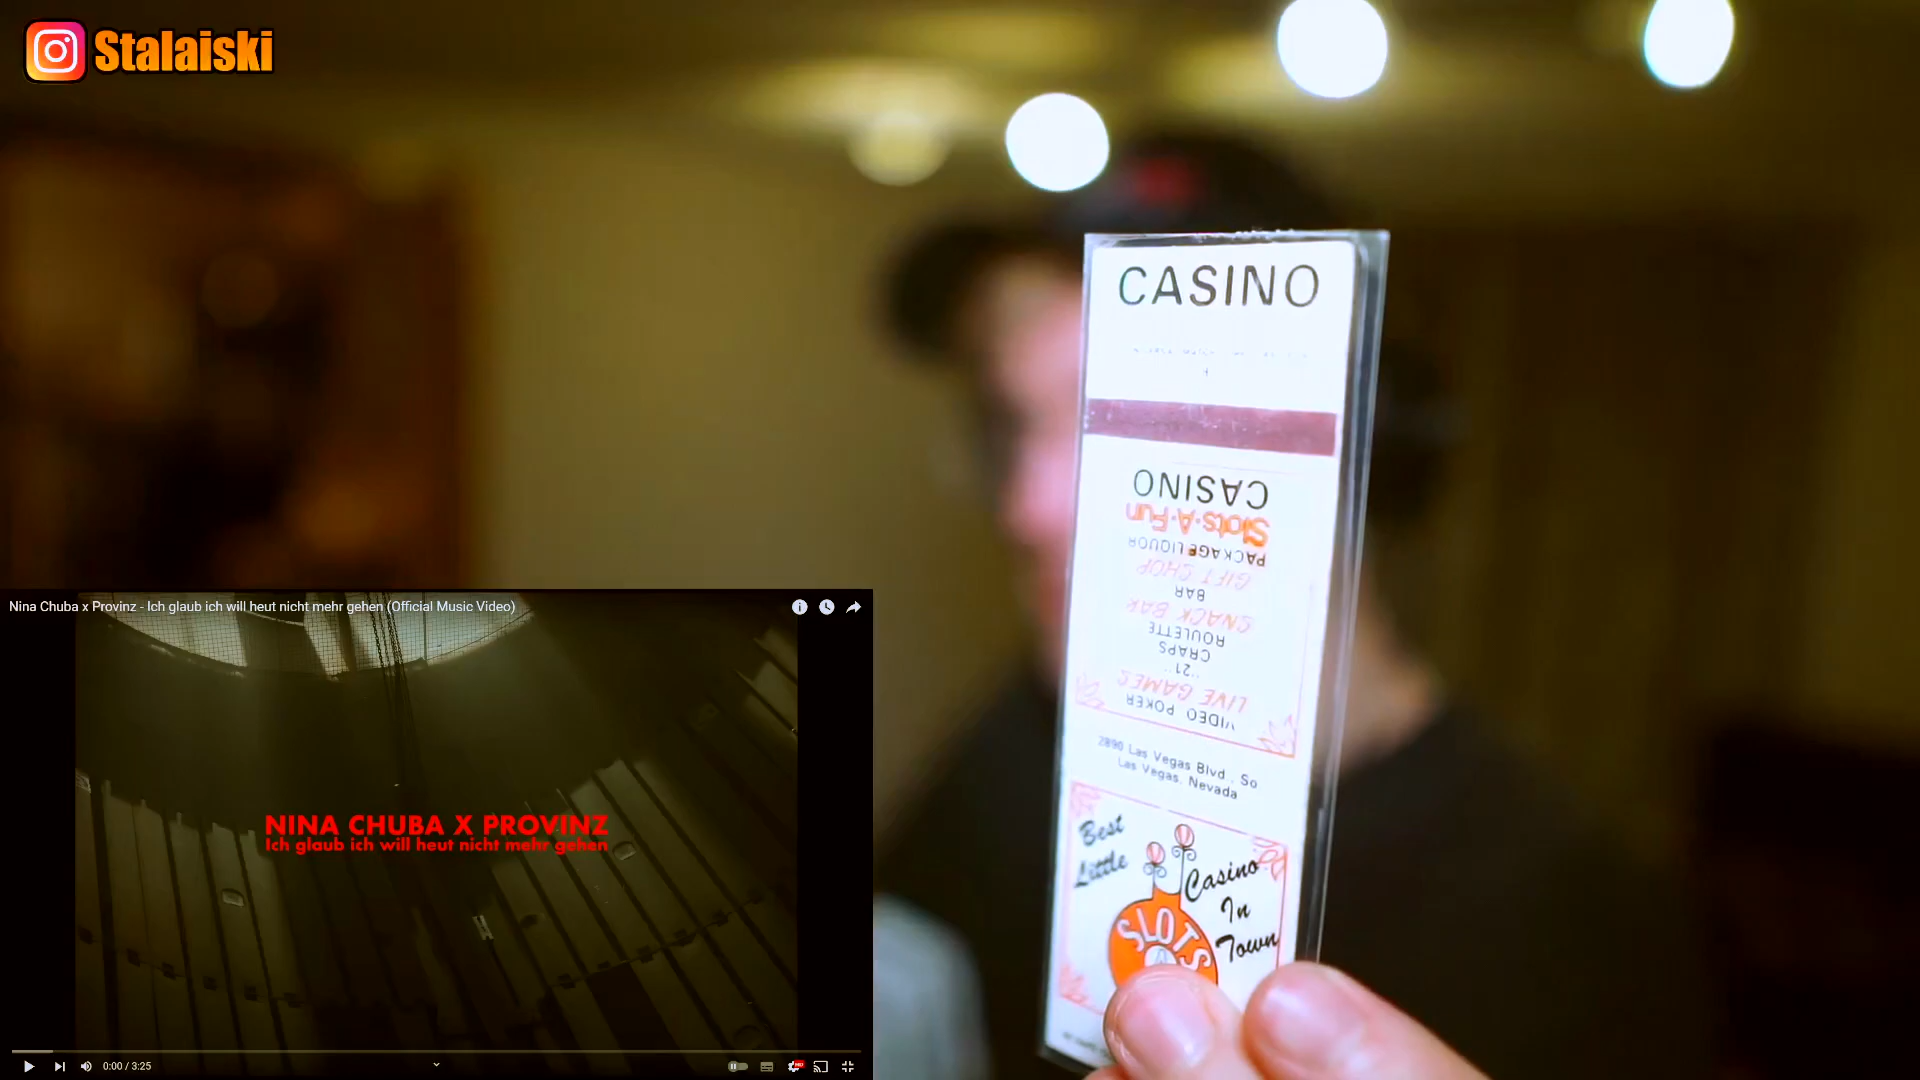 Stalaiski
CASINO
CASINO
Slots·A·Fun
PACKAGE LIQUOR
GIFT SHOP
BAR
SNACK BAR
ROULETTE
CRAPS
"21"
LIVE GAMES
VIDEO POKER
2890 Las Vegas Blvd., So
Las Vegas, Nevada
Best
Little
Casino
In
Town
SLOTS
A
Nina Chuba x Provinz - Ich glaub ich will heut nicht mehr gehen (Official Music Video)
NINA CHUBA X PROVINZ
Ich glaub ich will heut nicht mehr gehen
0:00 / 3:25